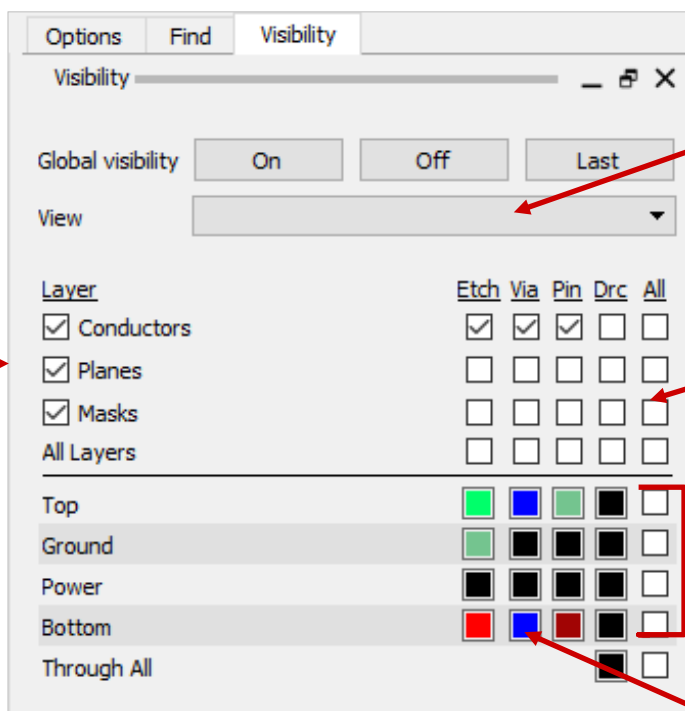 Options Find Visibility
Visibility
Global visibility On Off Last
View
Layer Etch Via Pin Drc All
Conductors
Planes
Masks
All Layers
Top
Ground
Power
Bottom
Through All